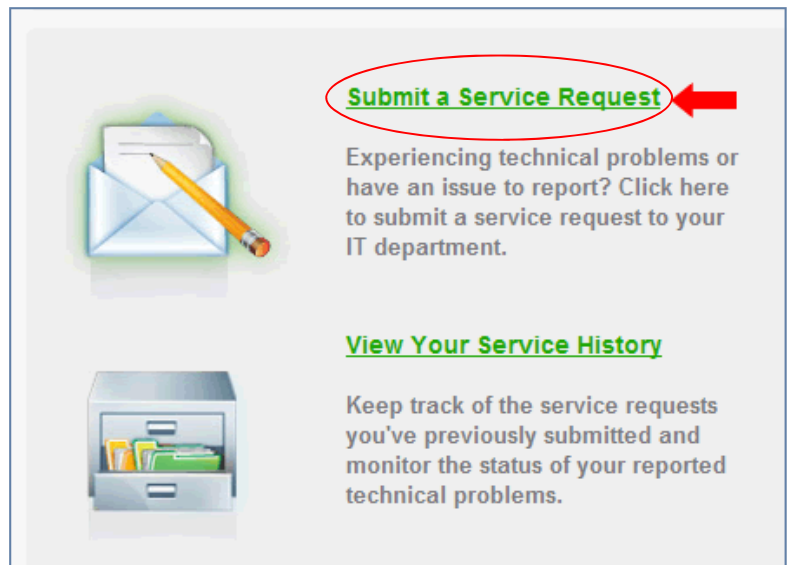 Submit a Service Request
Experiencing technical problems or
have an issue to report? Click here
to submit a service request to your
IT department.
View Your Service History
Keep track of the service requests
you've previously submitted and
monitor the status of your reported
technical problems.